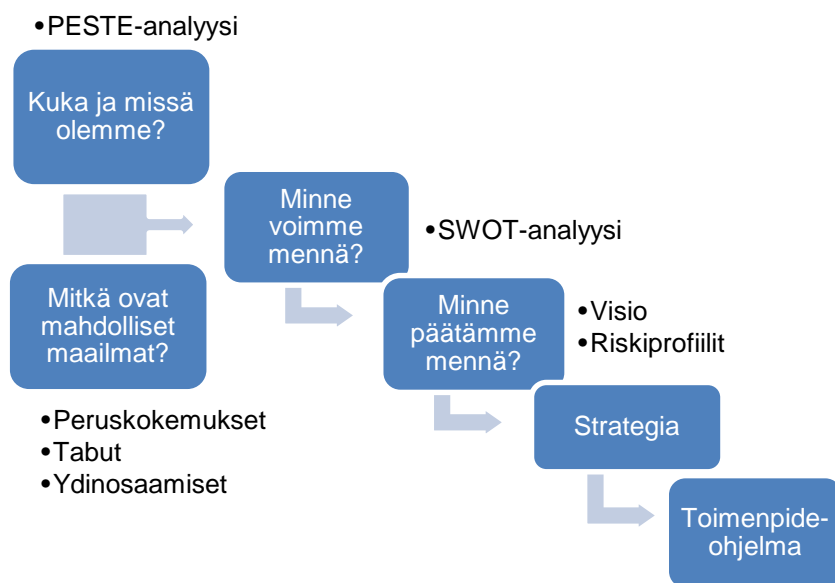 •PESTE-analyysi
Kuka ja missä
olemme?
Minne
voimme
mennä?
•SWOT-analyysi
Mitkä ovat
mahdolliset
maailmat?
Minne
päätämme
mennä?
•Visio
•Riskiprofiilit
•Peruskokemukset
•Tabut
•Ydinosaamiset
Strategia
Toimenpide-
ohjelma